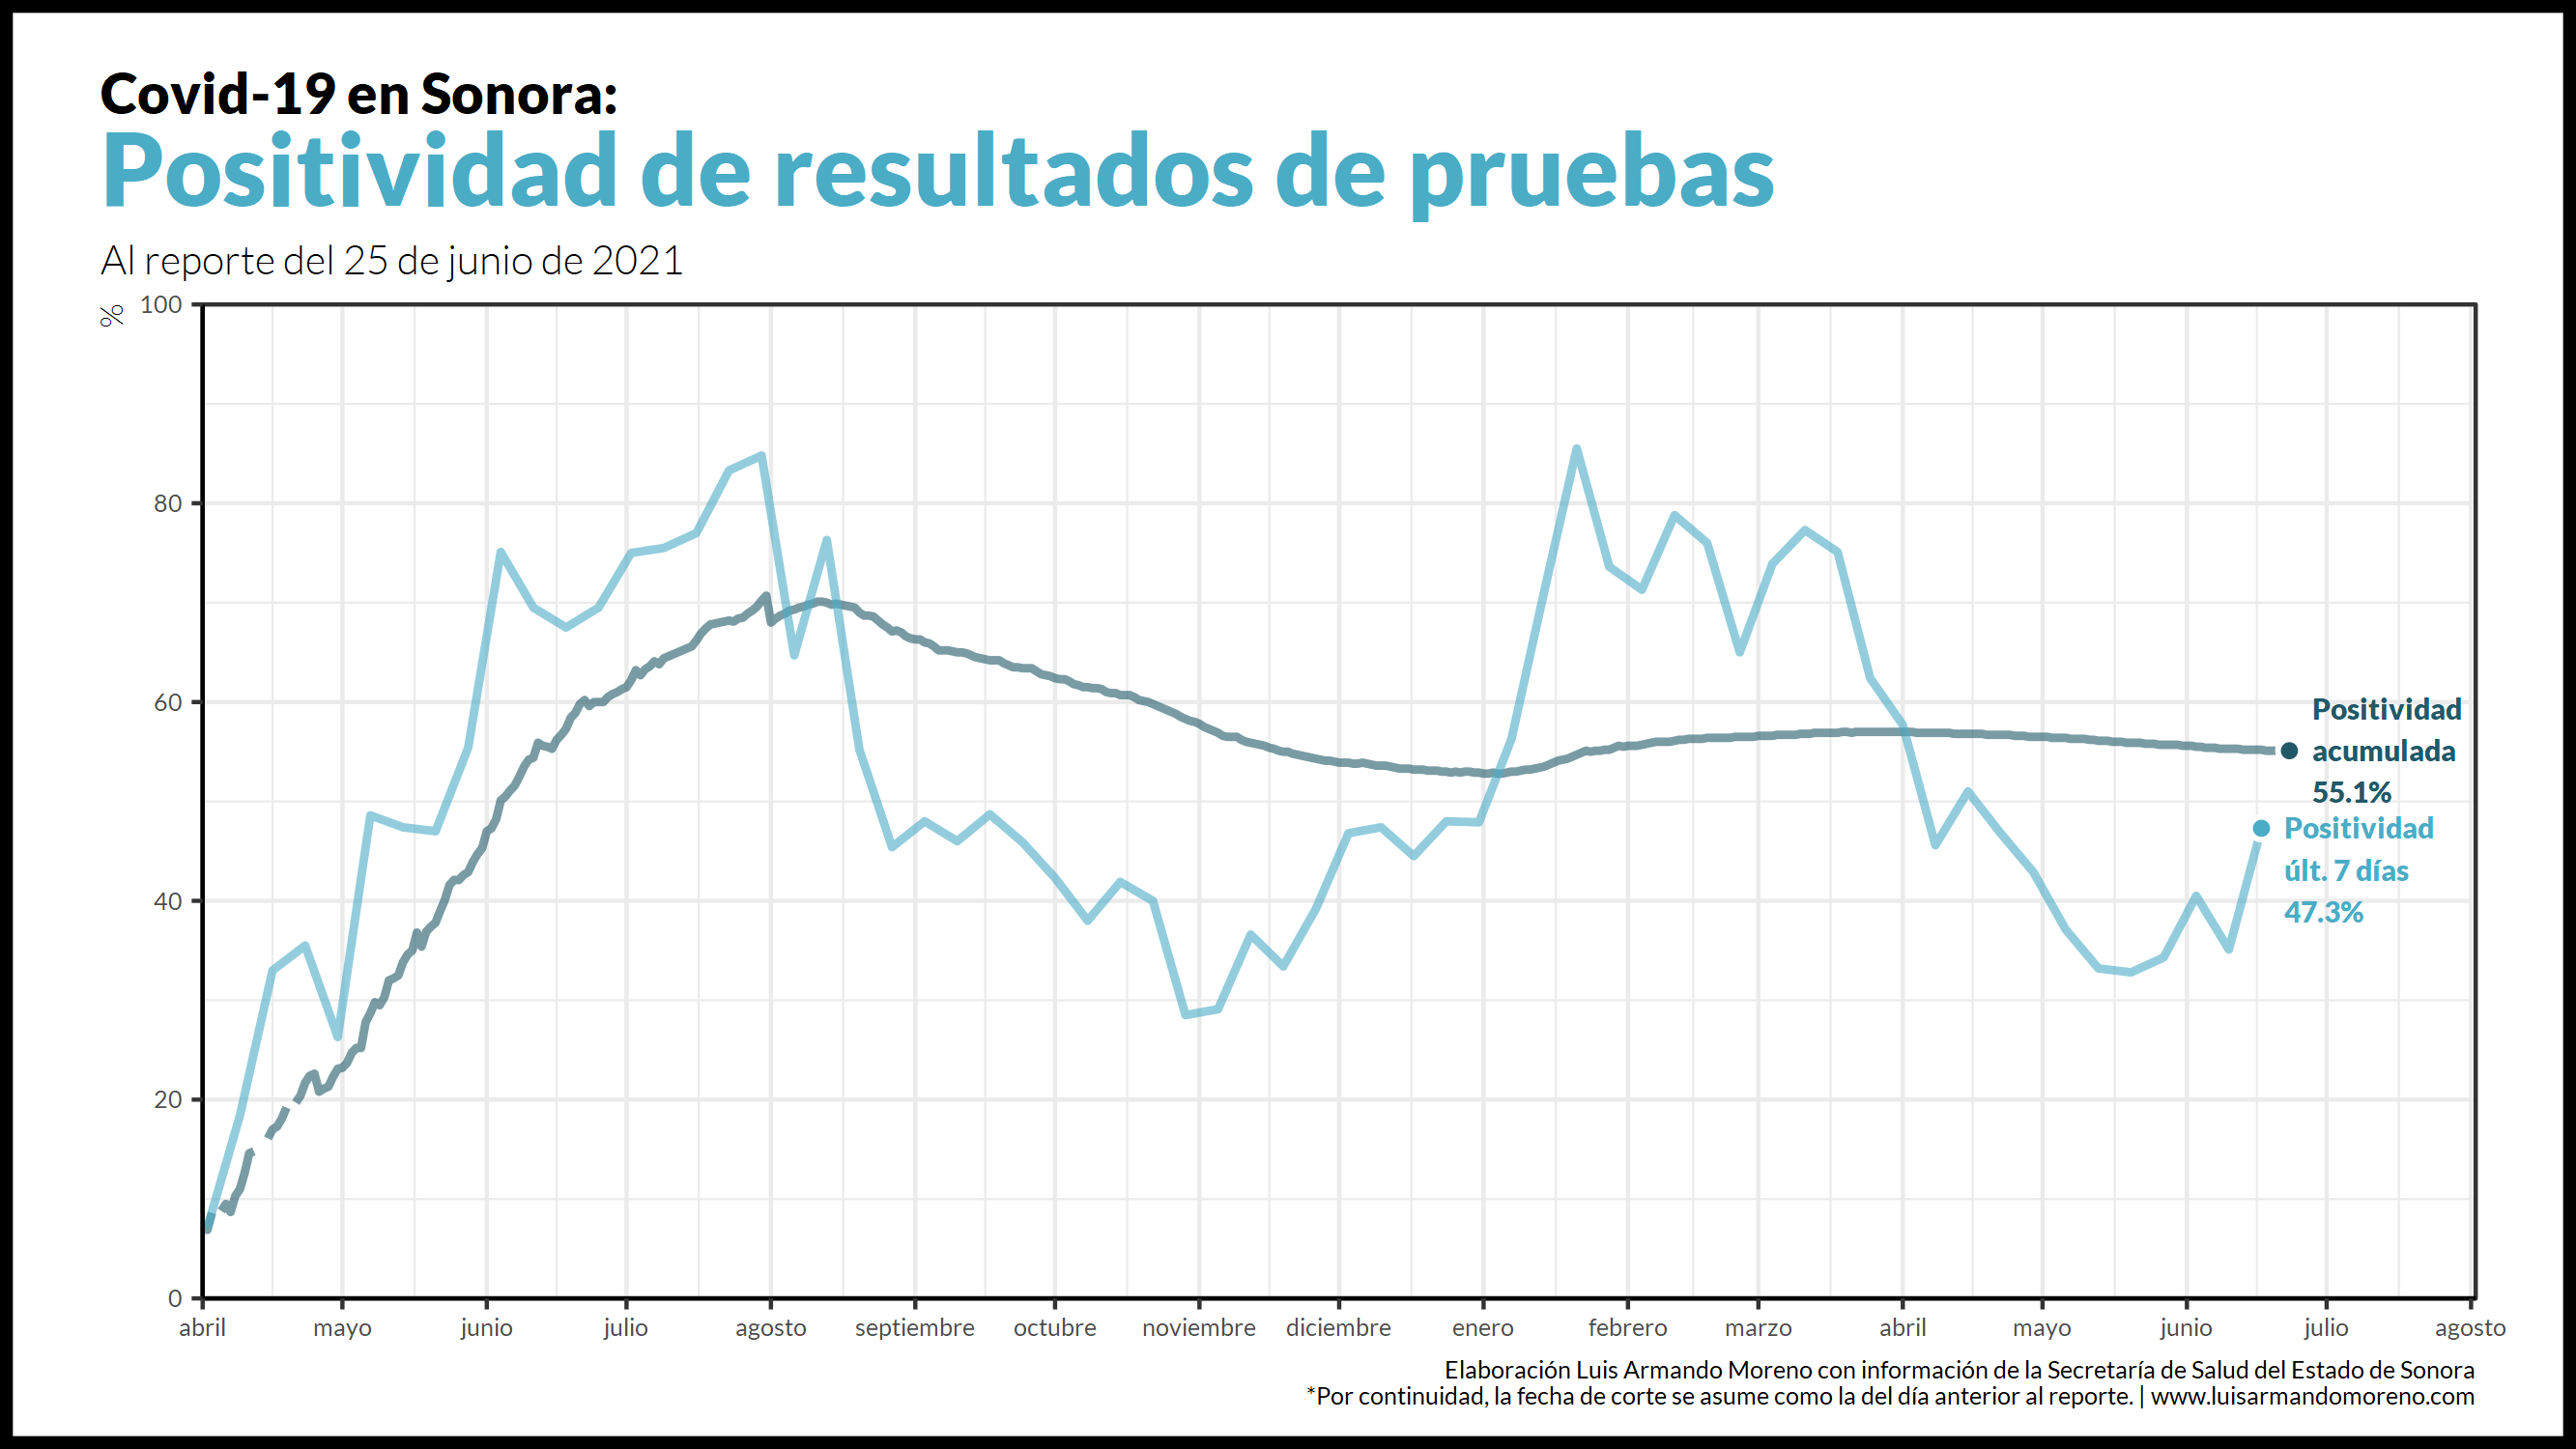 Covid-19 en Sonora:
Positividad de resultados de pruebas
Al reporte del 25 de junio de 2021
%
100
80
60
40
20
0
Positividad
acumulada
55.1%
Positividad
últ. 7 días
47.3%
abril mayo junio julio agosto septiembre octubre noviembre diciembre enero febrero marzo abril mayo junio julio agosto
Elaboración Luis Armando Moreno con información de la Secretaría de Salud del Estado de Sonora
*Por continuidad, la fecha de corte se asume como la del día anterior al reporte. | www.luisarmandomoreno.com